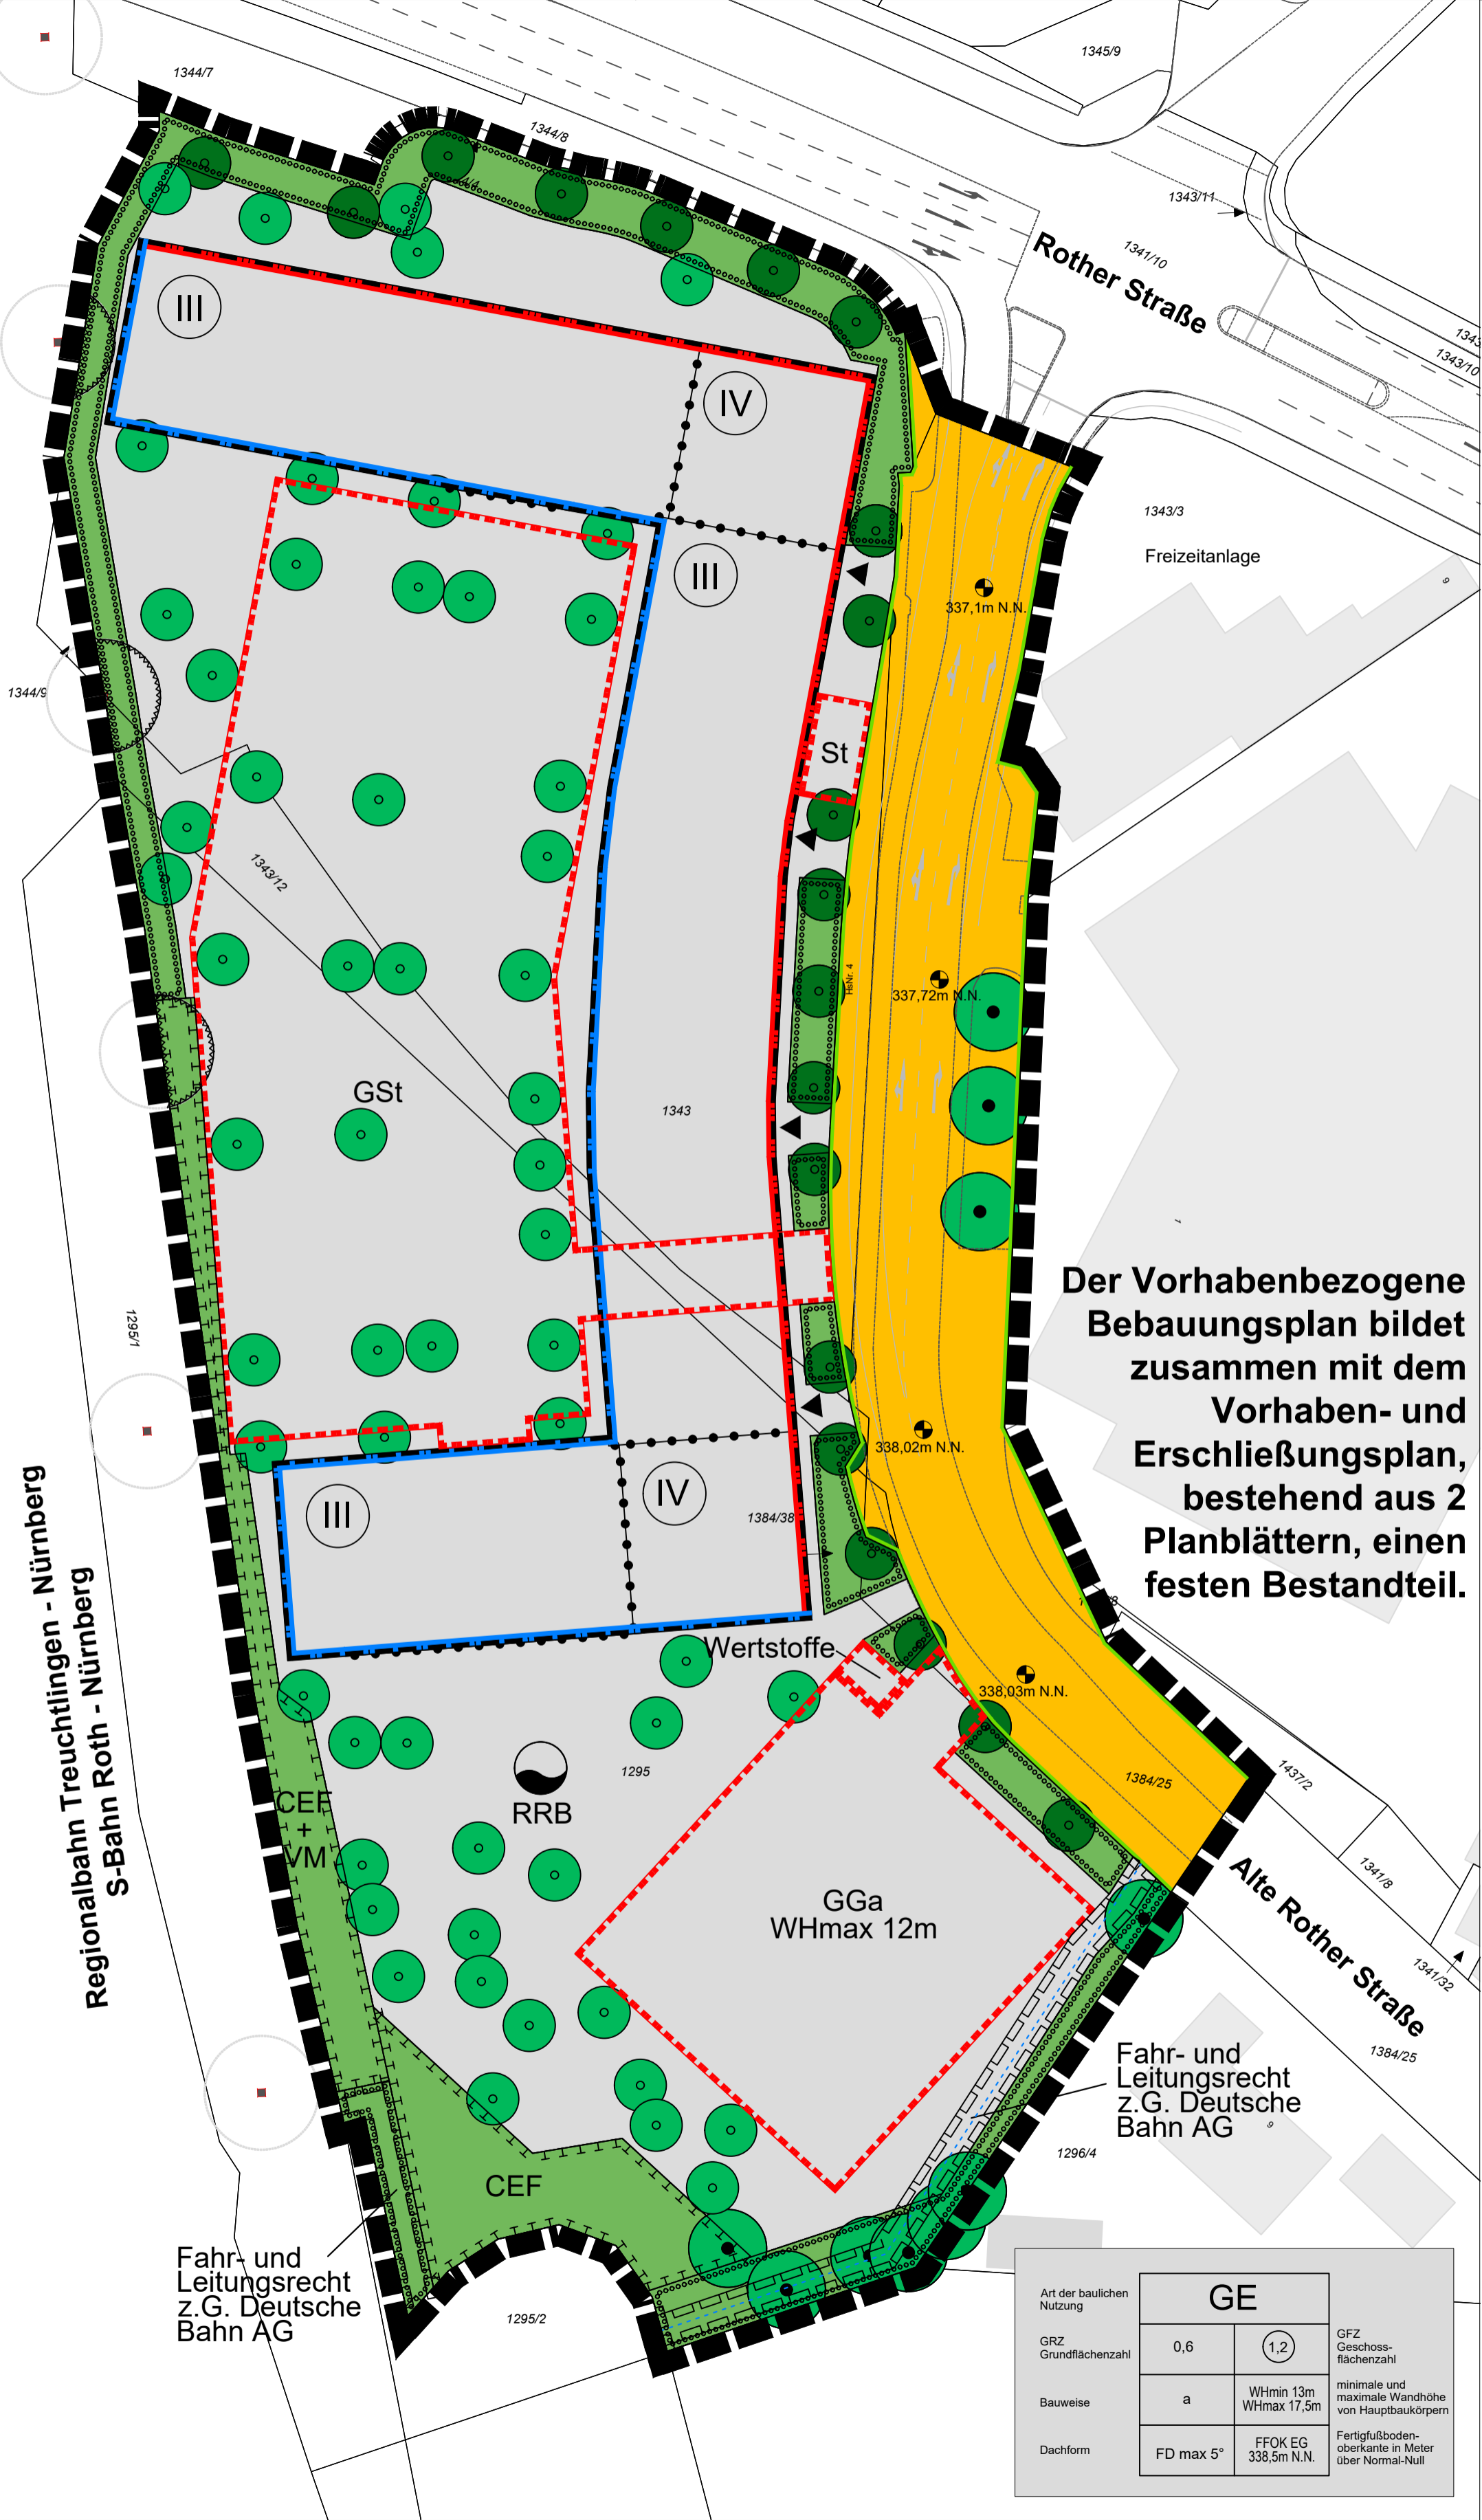 1345/9
1344/7
1344/8
1343/11
1341/10
Rother Straße
1343/10
III
IV
1343/3
Freizeitanlage
9
III
337,1m N.N.
1344/9
St
1343/12
HsNr. 4
337,72m N.N.
GSt
1343
1
Der Vorhabenbezogene
Bebauungsplan bildet
zusammen mit dem
Vorhaben- und
Erschließungsplan,
bestehend aus 2
Planblättern, einen
festen Bestandteil.
1295/1
338,02m N.N.
III
IV
1384/38
Regionalbahn Treuchtlingen - Nürnberg
S-Bahn Roth - Nürnberg
Wertstoffe
338,03m N.N.
1295
RRB
1384/25
1437/2
CEF
+
VM
1341/8
Alte Rother Straße
GGa
WHmax 12m
1341/32
1384/25
Fahr- und
Leitungsrecht
z.G. Deutsche
Bahn AG
1296/4
9
CEF
Fahr- und
Leitungsrecht
z.G. Deutsche
Bahn AG
1295/2
Art der baulichen
Nutzung
GE
GRZ
Grundflächenzahl
0,6
1,2
GFZ
Geschoss-
flächenzahl
Bauweise
a
WHmin 13m
WHmax 17,5m
minimale und
maximale Wandhöhe
von Hauptbaukörpern
Dachform
FD max 5°
FFOK EG
338,5m N.N.
Fertigfußboden-
oberkante in Meter
über Normal-Null